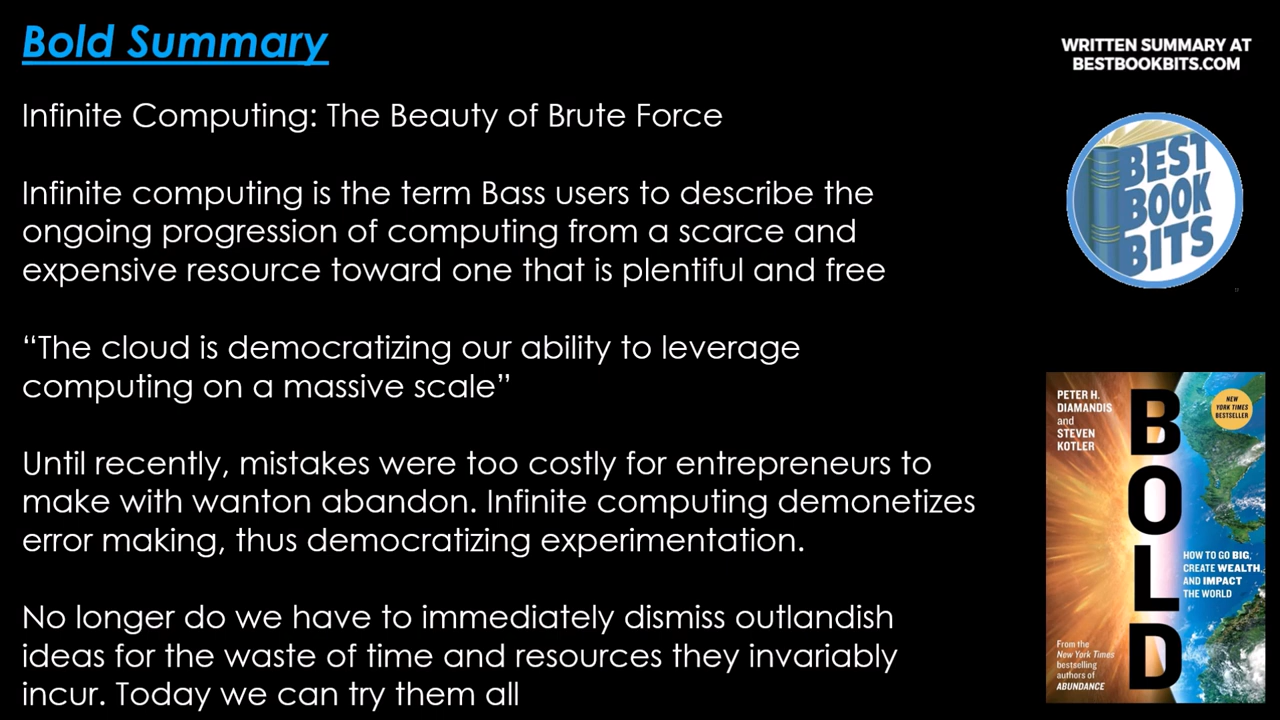 Bold Summary
WRITTEN SUMMARY AT
BESTBOOKBITS.COM
Infinite Computing: The Beauty of Brute Force
Infinite computing is the term Bass users to describe the
ongoing progression of computing from a scarce and
expensive resource toward one that is plentiful and free
“The cloud is democratizing our ability to leverage
computing on a massive scale”
Until recently, mistakes were too costly for entrepreneurs to
make with wanton abandon. Infinite computing demonetizes
error making, thus democratizing experimentation.
No longer do we have to immediately dismiss outlandish
ideas for the waste of time and resources they invariably
incur. Today we can try them all
BEST
BOOK
BITS
PETER H.
DIAMANDIS
and
STEVEN
KOTLER
NEW
YORK TIMES
BESTSELLER
BOLD
HOW TO GO BIG,
CREATE WEALTH,
AND IMPACT
THE WORLD
From the
New York Times
bestselling
authors of
ABUNDANCE